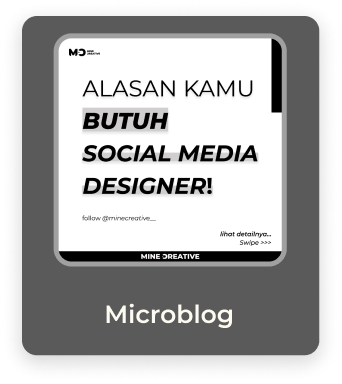 MC MINE
CREATIVE
ALASAN KAMU
BUTUH
SOCIAL MEDIA
DESIGNER!
follow @minecreative__
lihat detailnya...
Swipe >>>
MINE CREATIVE
Microblog